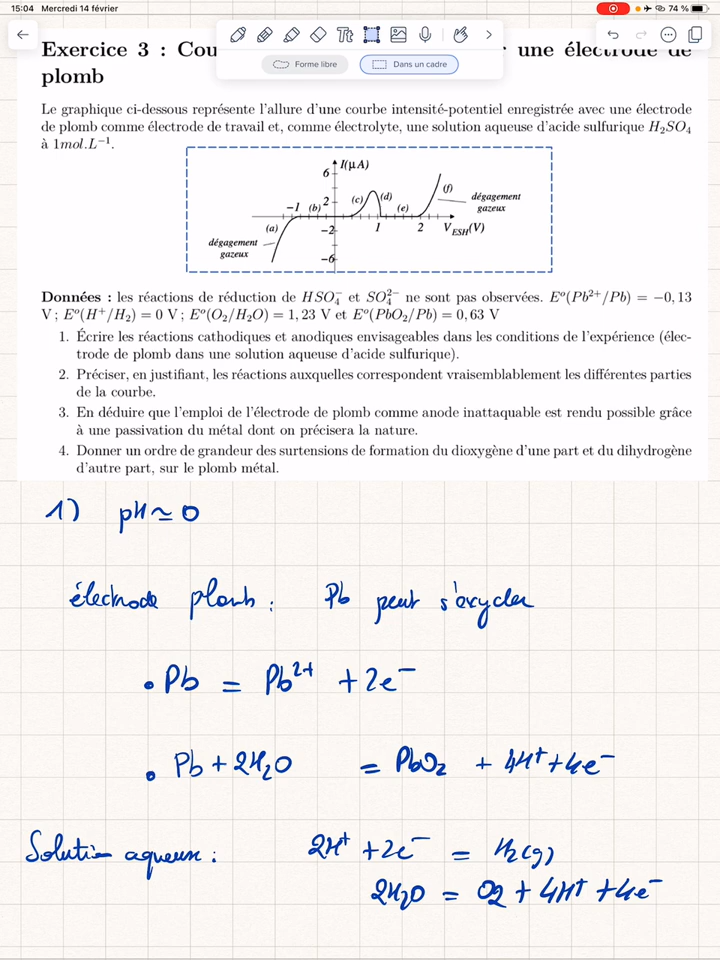 15:04 Mercredi 14 février
74 %
Forme libre
Dans un cadre
Exercice 3 : Cou une électrode de
plomb
Le graphique ci-dessous représente l'allure d'une courbe intensité-potentiel enregistrée avec une électrode
de plomb comme électrode de travail et, comme électrolyte, une solution aqueuse d'acide sulfurique H₂SO₄
à 1mol.L⁻¹.
I(μA)
6
2
−2
−6
−1
1
2
V_ESH(V)
(a)
(b)
(c)
(d)
(e)
(f)
dégagement
gazeux
dégagement
gazeux
Données : les réactions de réduction de HSO₄⁻ et SO₄²⁻ ne sont pas observées. E°(Pb²⁺/Pb) = −0, 13
V ; E°(H⁺/H₂) = 0 V ; E°(O₂/H₂O) = 1, 23 V et E°(PbO₂/Pb) = 0, 63 V
1. Écrire les réactions cathodiques et anodiques envisageables dans les conditions de l'expérience (élec-
trode de plomb dans une solution aqueuse d'acide sulfurique).
2. Préciser, en justifiant, les réactions auxquelles correspondent vraisemblablement les différentes parties
de la courbe.
3. En déduire que l'emploi de l'électrode de plomb comme anode inattaquable est rendu possible grâce
à une passivation du métal dont on précisera la nature.
4. Donner un ordre de grandeur des surtensions de formation du dioxygène d'une part et du dihydrogène
d'autre part, sur le plomb métal.
1) pH ≃ 0
électrode plomb : Pb peut s'oxyder
• Pb = Pb²⁺ + 2e⁻
• Pb + 2H₂O = PbO₂ + 4H⁺ + 4e⁻
Solution aqueuse : 2H⁺ + 2e⁻ = H₂(g)
2H₂O = O₂ + 4H⁺ + 4e⁻